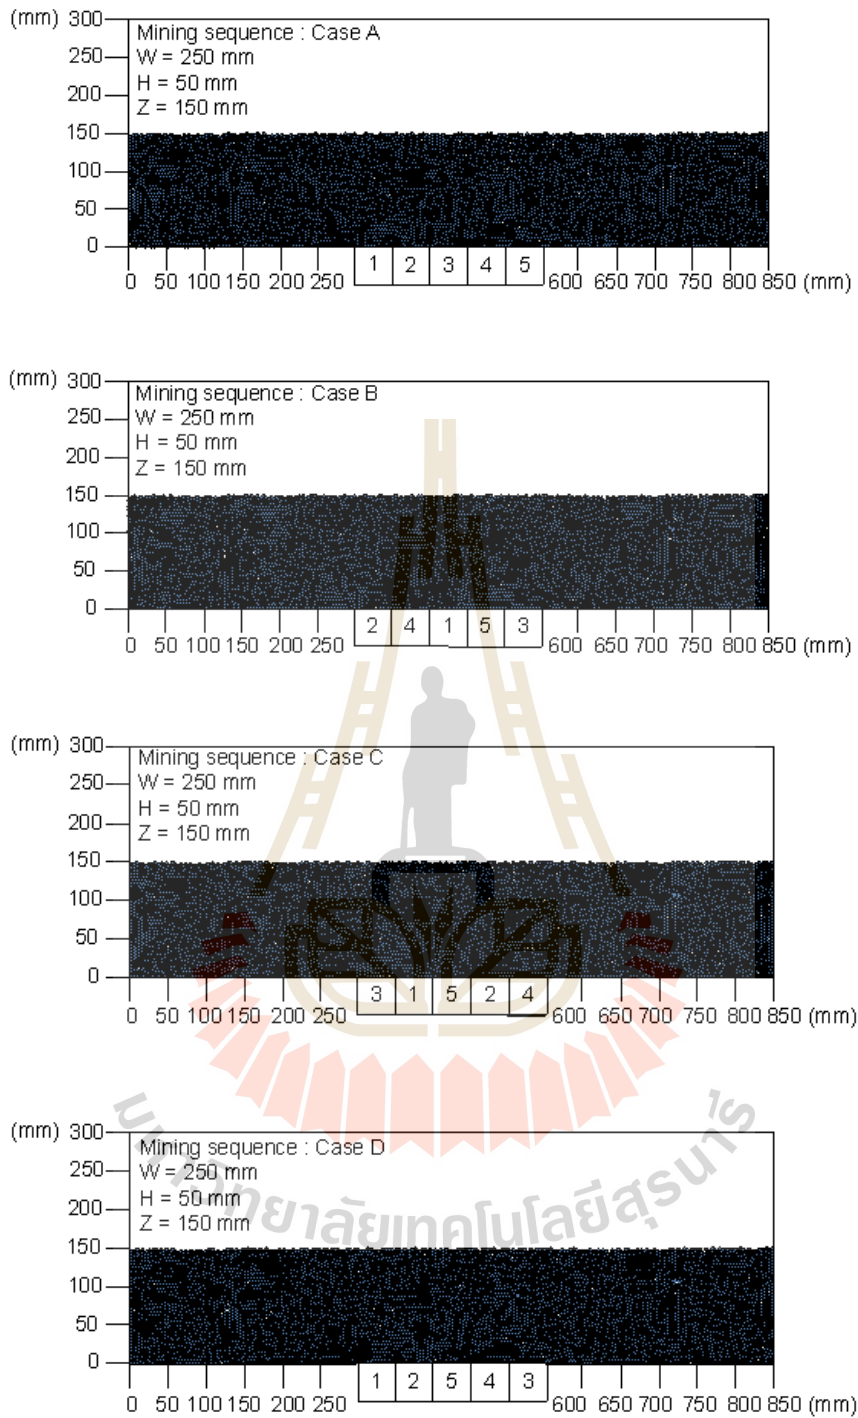 (mm) 300
Mining sequence : Case A
250
W = 250 mm
200
H = 50 mm
Z = 150 mm
150
100
50
0
1 2 3 4 5
0 50 100 150 200 250 600 650 700 750 800 850 (mm)
(mm) 300
Mining sequence : Case B
250
W = 250 mm
200
H = 50 mm
Z = 150 mm
150
100
50
0
2 4 1 5 3
0 50 100 150 200 250 600 650 700 750 800 850 (mm)
(mm) 300
Mining sequence : Case C
250
W = 250 mm
200
H = 50 mm
Z = 150 mm
150
100
50
0
3 1 5 2 4
0 50 100 150 200 250 600 650 700 750 800 850 (mm)
(mm) 300
Mining sequence : Case D
250
W = 250 mm
200
H = 50 mm
Z = 150 mm
150
100
50
0
1 2 5 4 3
0 50 100 150 200 250 600 650 700 750 800 850 (mm)
มหาวิทยาลัยเทคโนโลยีสุรนารี